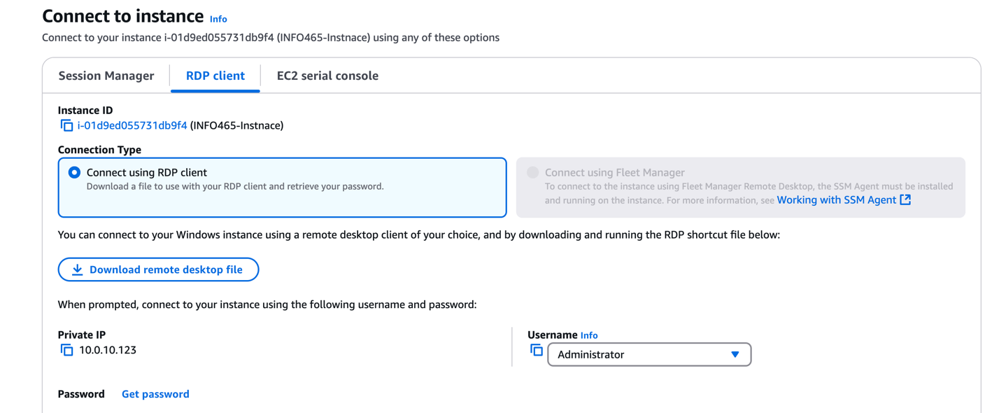 Connect to instance Info
Connect to your instance i-01d9ed055731db9f4 (INFO465-Instnace) using any of these options
Session Manager RDP client EC2 serial console
Instance ID
i-01d9ed055731db9f4 (INFO465-Instnace)
Connection Type
Connect using RDP client
Download a file to use with your RDP client and retrieve your password.
Connect using Fleet Manager
To connect to the instance using Fleet Manager Remote Desktop, the SSM Agent must be installed
and running on the instance. For more information, see Working with SSM Agent
You can connect to your Windows instance using a remote desktop client of your choice, and by downloading and running the RDP shortcut file below:
Download remote desktop file
When prompted, connect to your instance using the following username and password:
Private IP
10.0.10.123
Username Info
Administrator
Password Get password